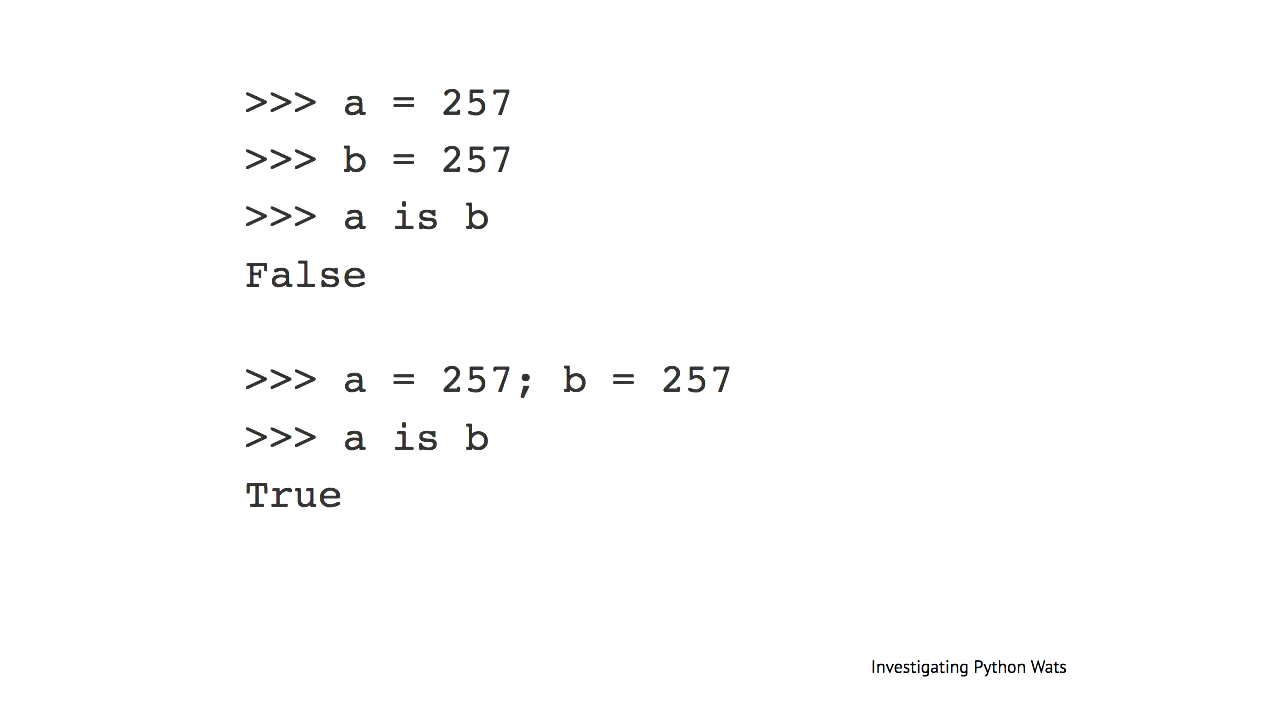 >>> a = 257
>>> b = 257
>>> a is b
False
>>> a = 257; b = 257
>>> a is b
True
Investigating Python Wats